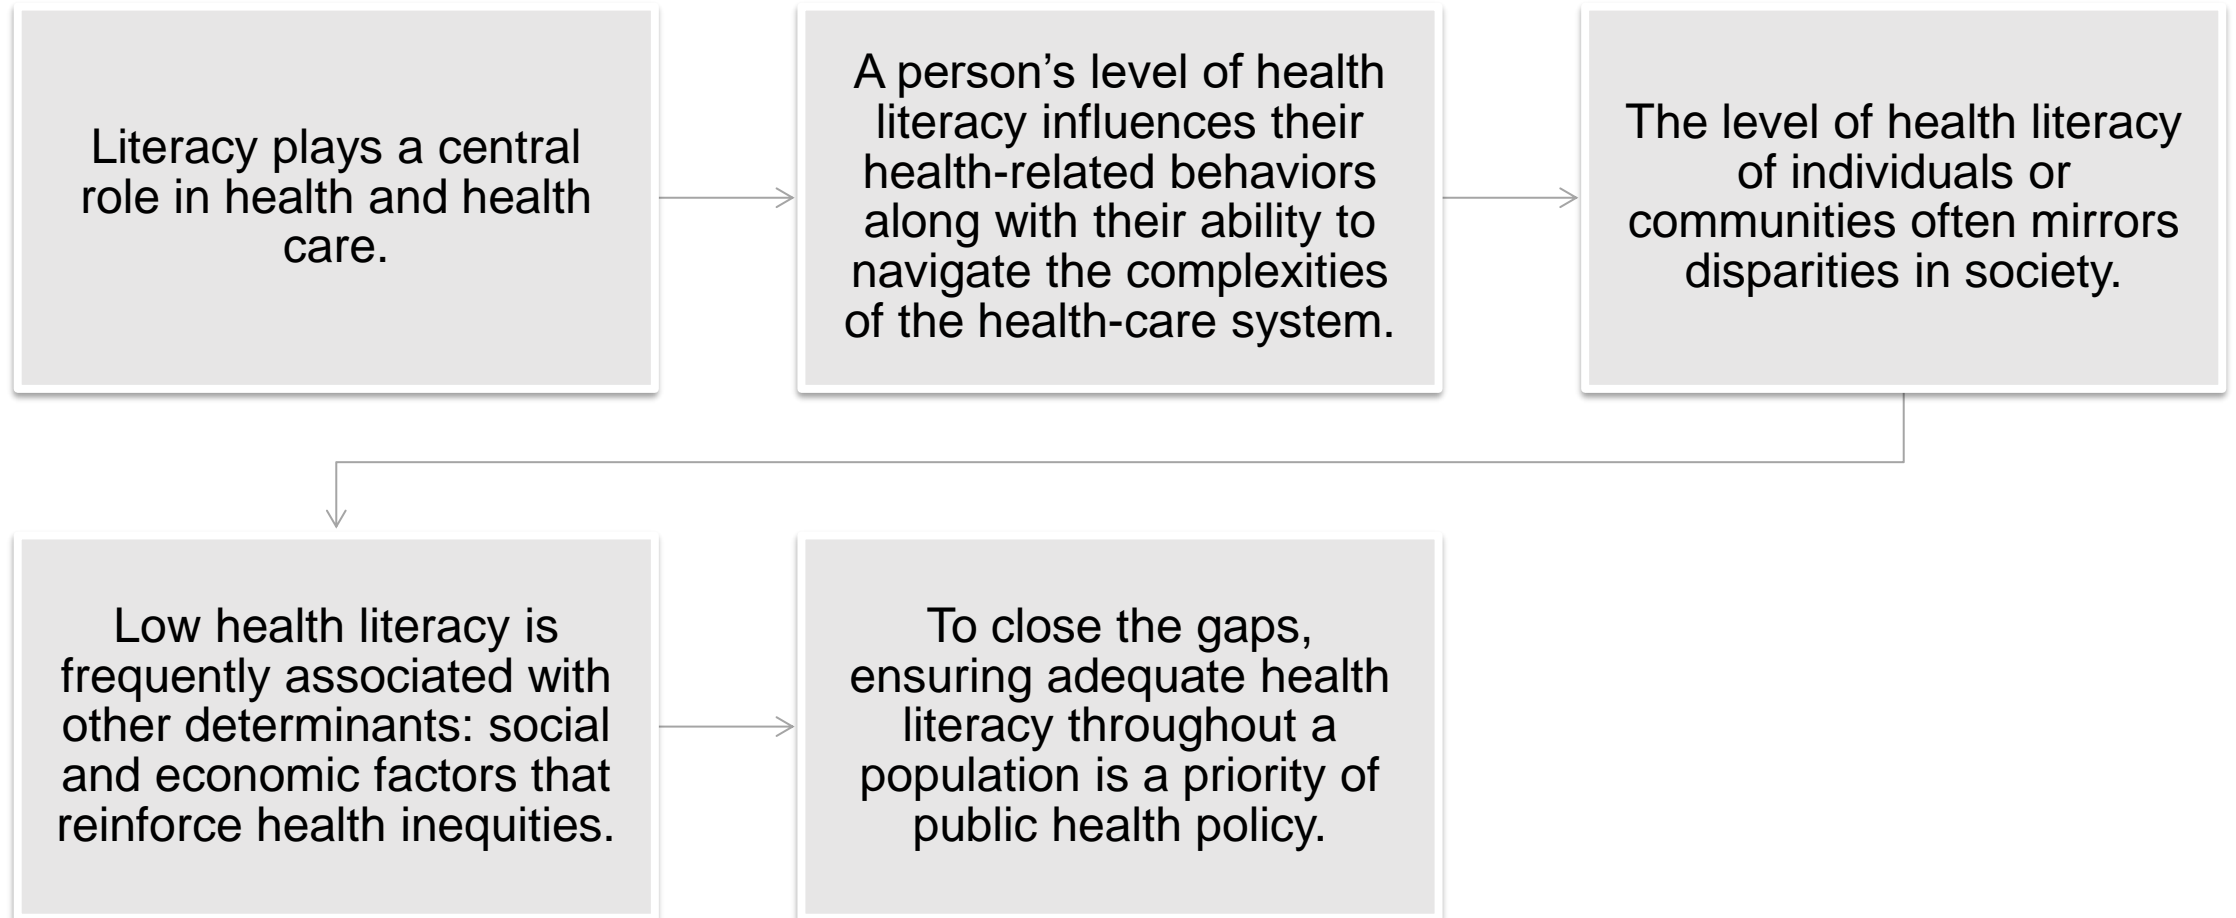 Literacy plays a central
role in health and health
care.
A person’s level of health
literacy influences their
health-related behaviors
along with their ability to
navigate the complexities
of the health-care system.
The level of health literacy
of individuals or
communities often mirrors
disparities in society.
Low health literacy is
frequently associated with
other determinants: social
and economic factors that
reinforce health inequities.
To close the gaps,
ensuring adequate health
literacy throughout a
population is a priority of
public health policy.